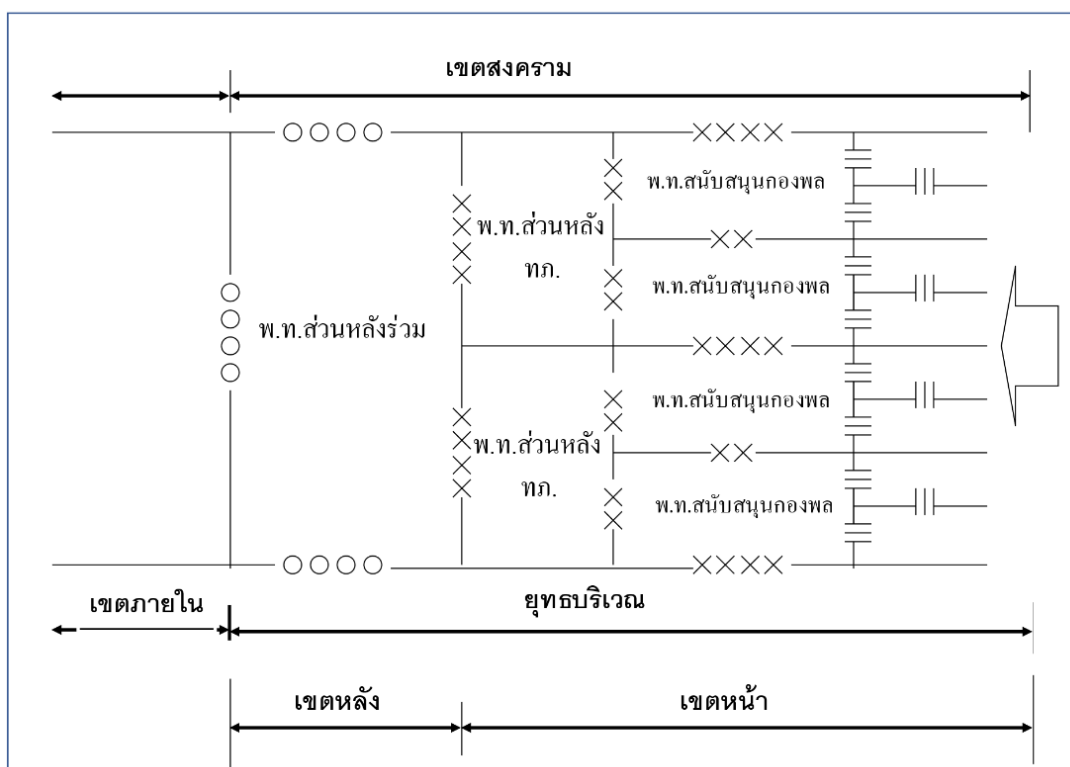 เขตสงคราม
พ.ท.สนับสนุนกองพล
พ.ท.ส่วนหลัง
ทภ.
พ.ท.สนับสนุนกองพล
พ.ท.ส่วนหลังร่วม
พ.ท.สนับสนุนกองพล
พ.ท.ส่วนหลัง
ทภ.
พ.ท.สนับสนุนกองพล
เขตภายใน
ยุทธบริเวณ
เขตหลัง
เขตหน้า